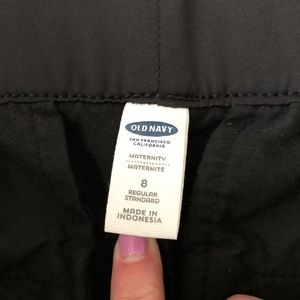 OLD NAVY
SAN FRANCISCO
CALIFORNIA
MATERNITY
MATERNITÉ
8
REGULAR
STANDARD
MADE IN
INDONESIA